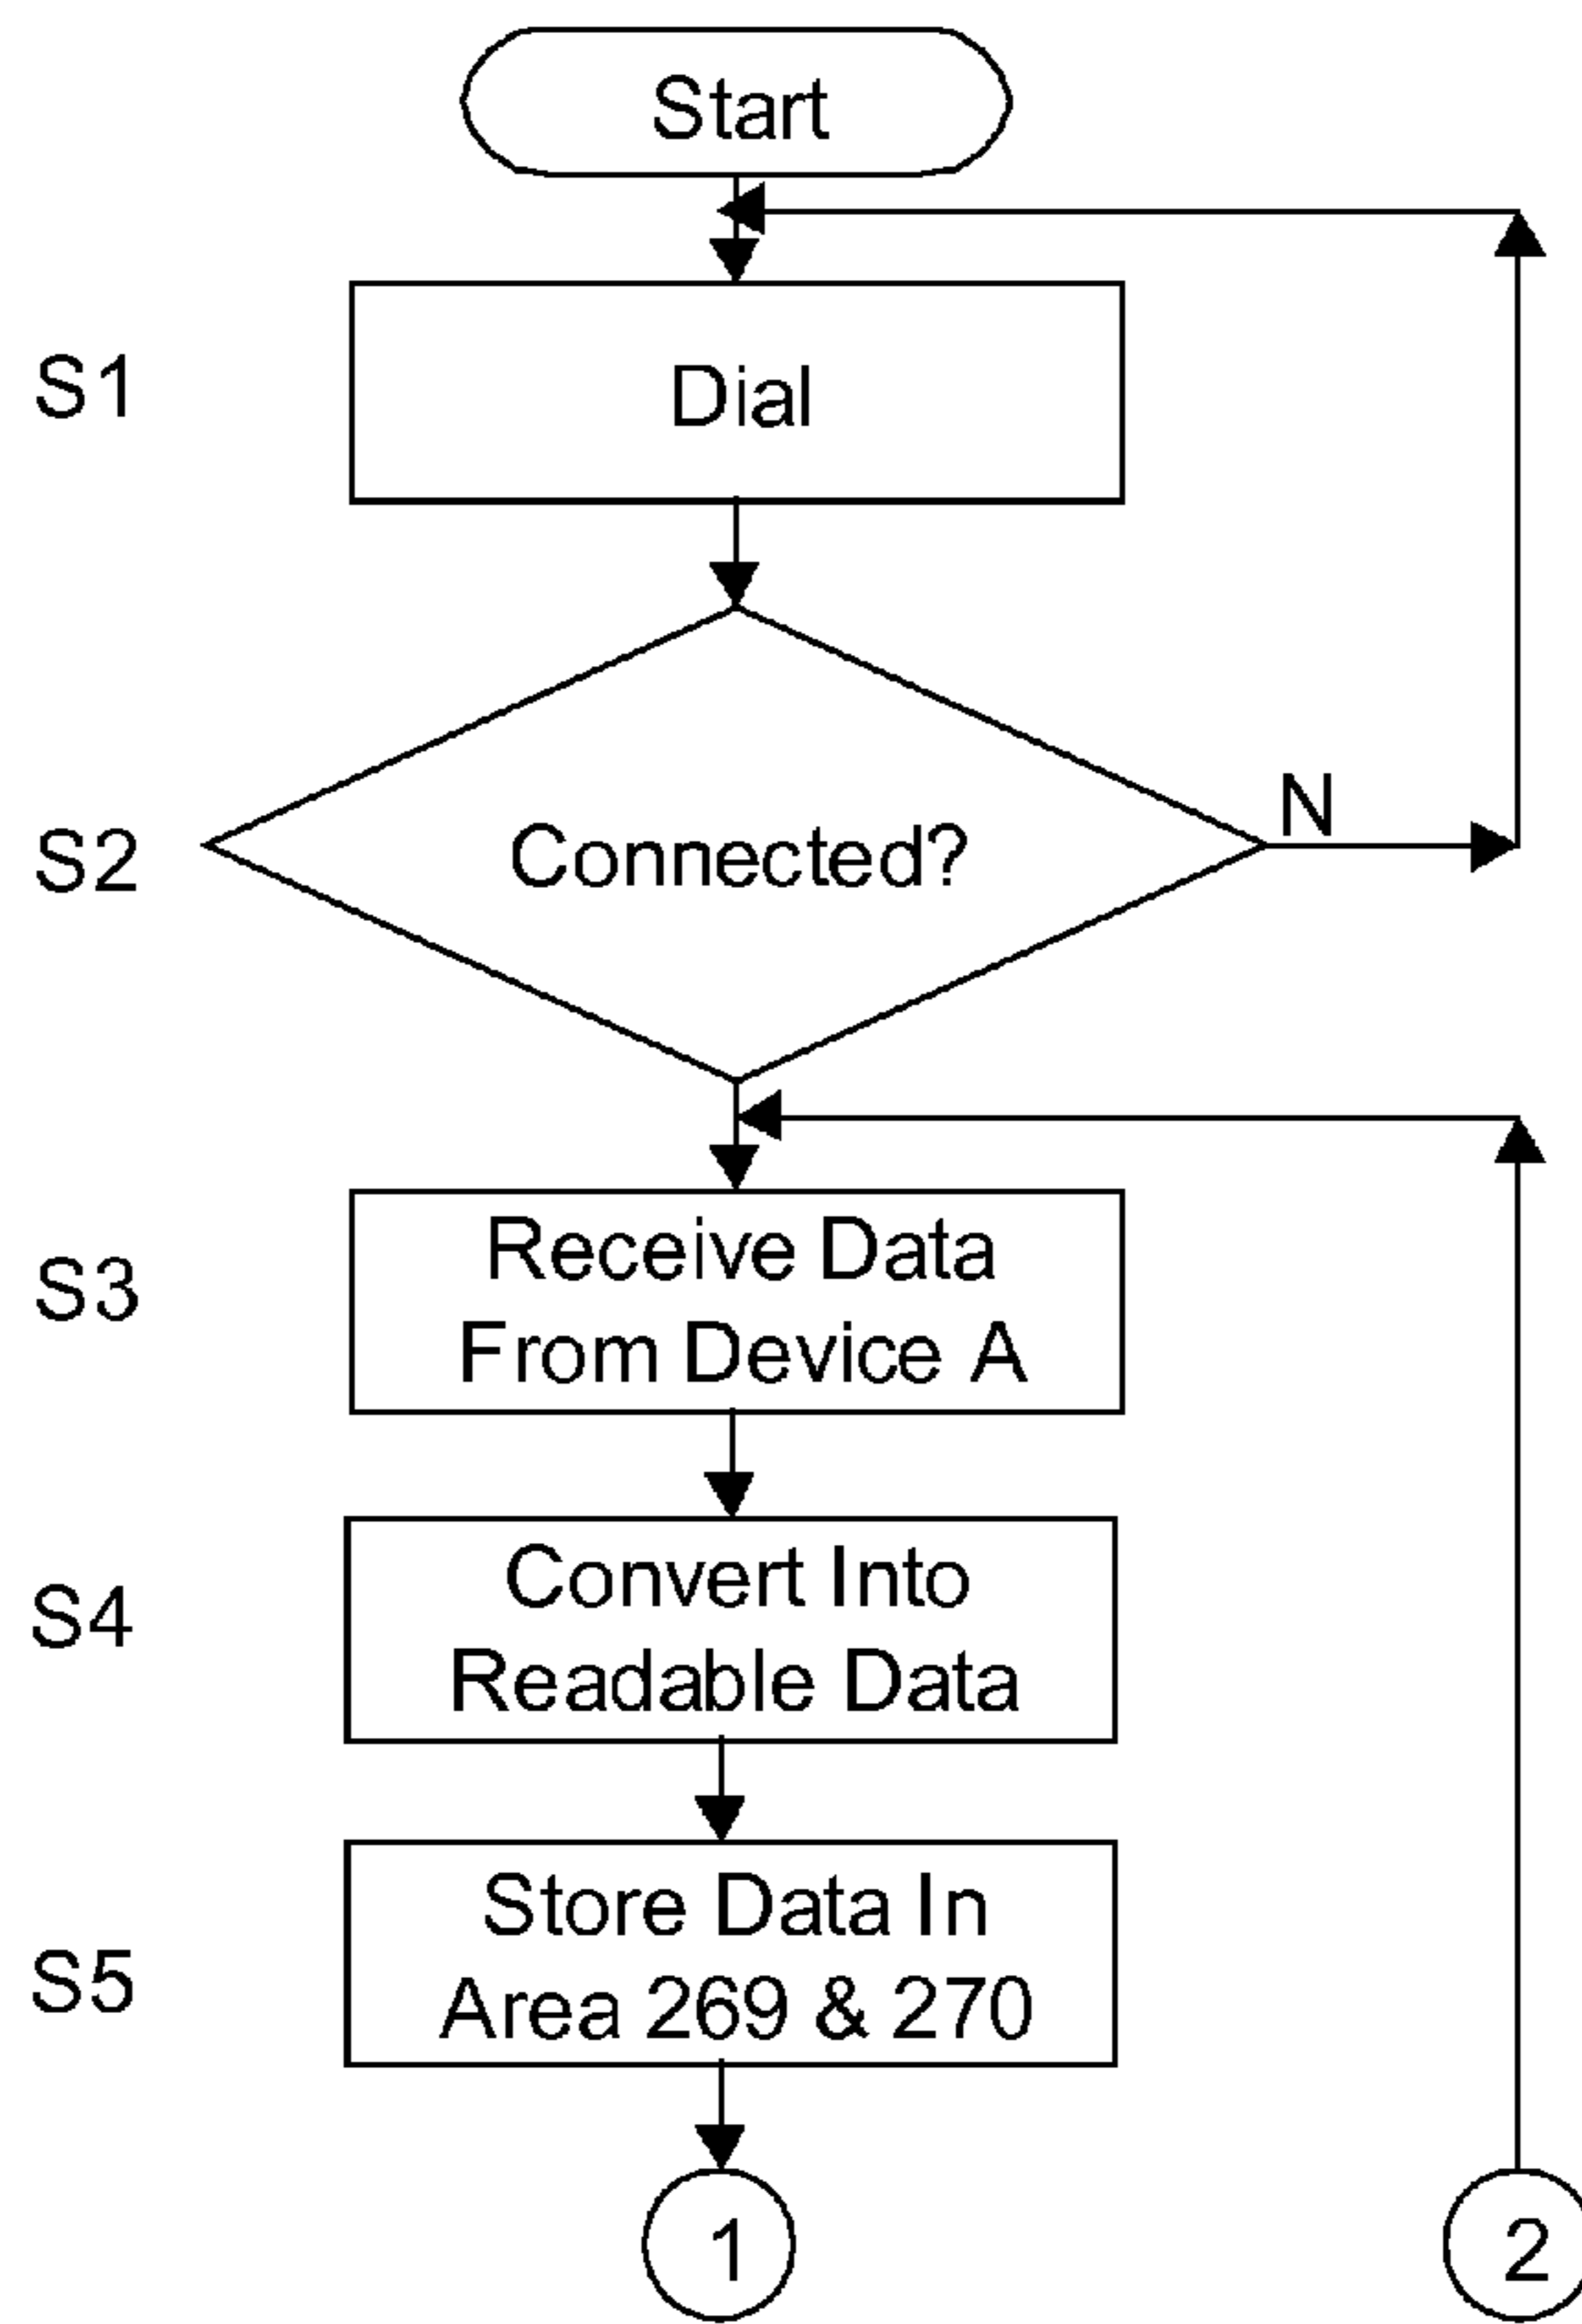 Start
S1
Dial
S2
Connected?
N
S3
Receive Data
From Device A
S4
Convert Into
Readable Data
S5
Store Data In
Area 269 & 270
1
2